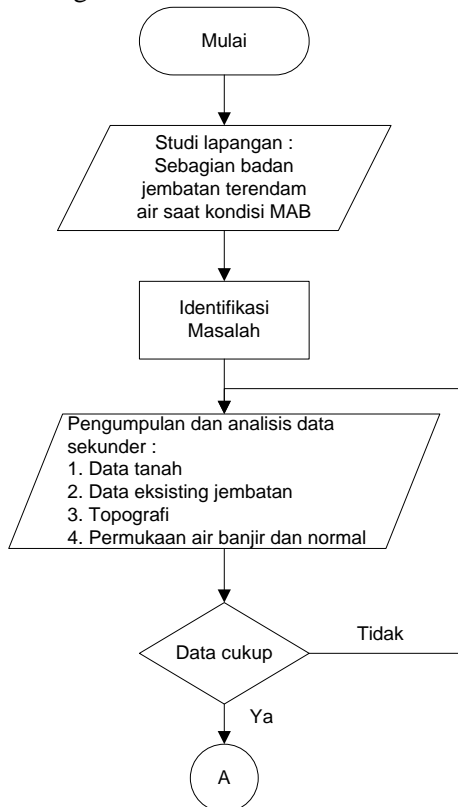 Mulai
Studi lapangan :
Sebagian badan
jembatan terendam
air saat kondisi MAB
Identifikasi
Masalah
Pengumpulan dan analisis data
sekunder :
1. Data tanah
2. Data eksisting jembatan
3. Topografi
4. Permukaan air banjir dan normal
Data cukup
Tidak
Ya
A